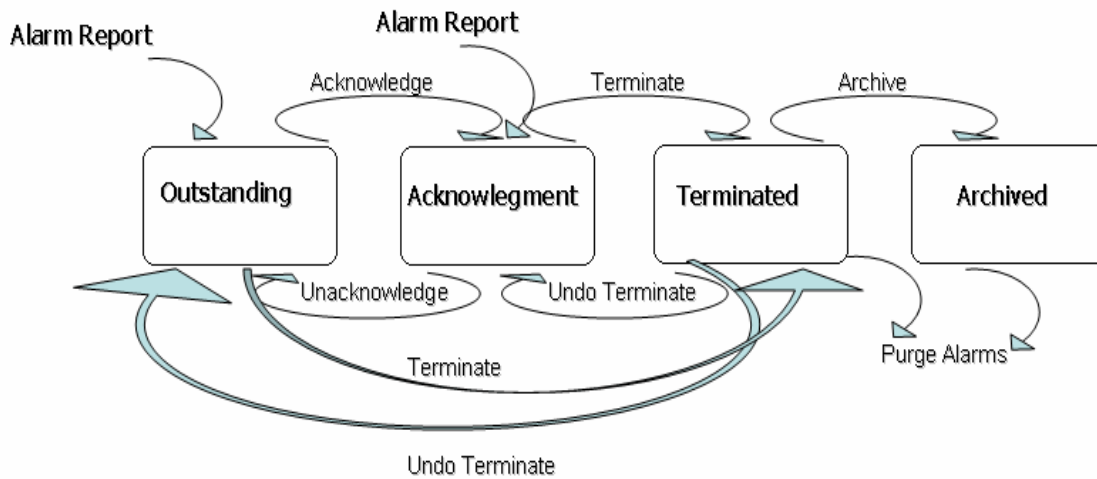 Alarm Report
Alarm Report
Acknowledge
Terminate
Archive
Outstanding
Acknowlegment
Terminated
Archived
Unacknowledge
Undo Terminate
Purge Alarms
Terminate
Undo Terminate